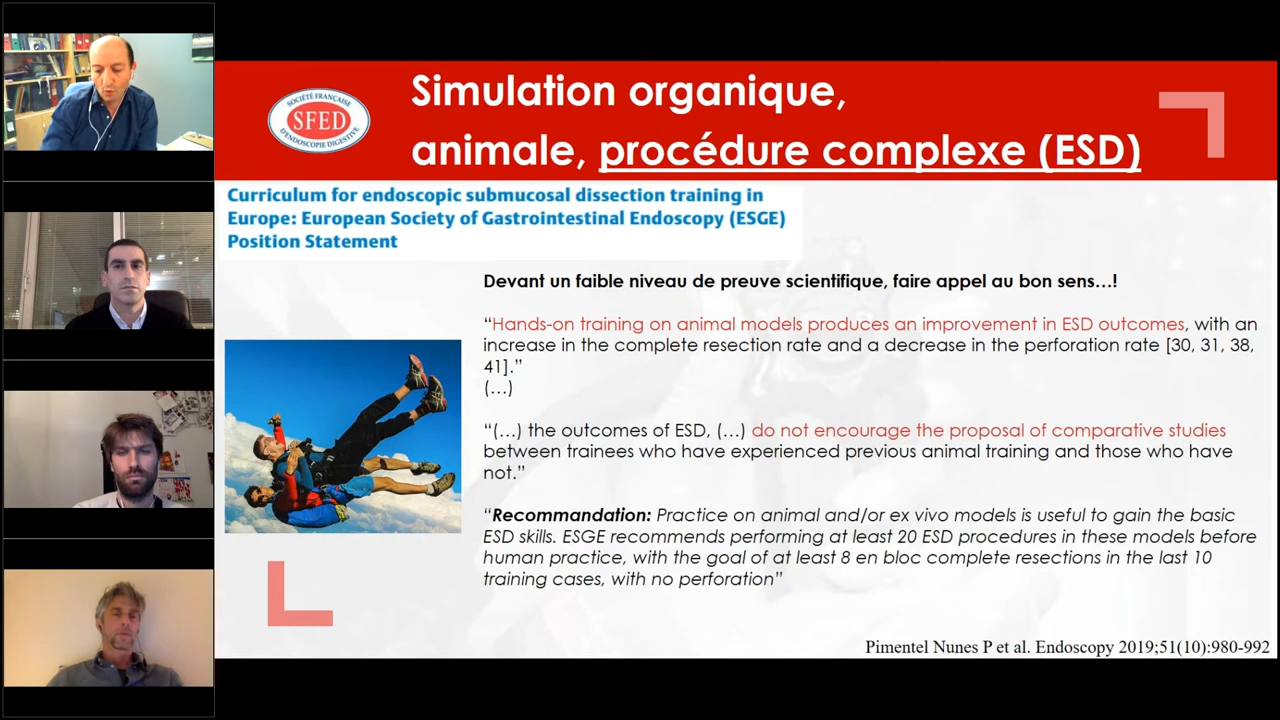 SOCIÉTÉ FRANÇAISE
SFED
D'ENDOSCOPIE DIGESTIVE
Simulation organique,
animale, procédure complexe (ESD)
Curriculum for endoscopic submucosal dissection training in
Europe: European Society of Gastrointestinal Endoscopy (ESGE)
Position Statement
Devant un faible niveau de preuve scientifique, faire appel au bon sens…!
“Hands-on training on animal models produces an improvement in ESD outcomes, with an
increase in the complete resection rate and a decrease in the perforation rate [30, 31, 38,
41].”
(…)
“(…) the outcomes of ESD, (…) do not encourage the proposal of comparative studies
between trainees who have experienced previous animal training and those who have
not.”
“Recommandation: Practice on animal and/or ex vivo models is useful to gain the basic
ESD skills. ESGE recommends performing at least 20 ESD procedures in these models before
human practice, with the goal of at least 8 en bloc complete resections in the last 10
training cases, with no perforation”
Pimentel Nunes P et al. Endoscopy 2019;51(10):980-992